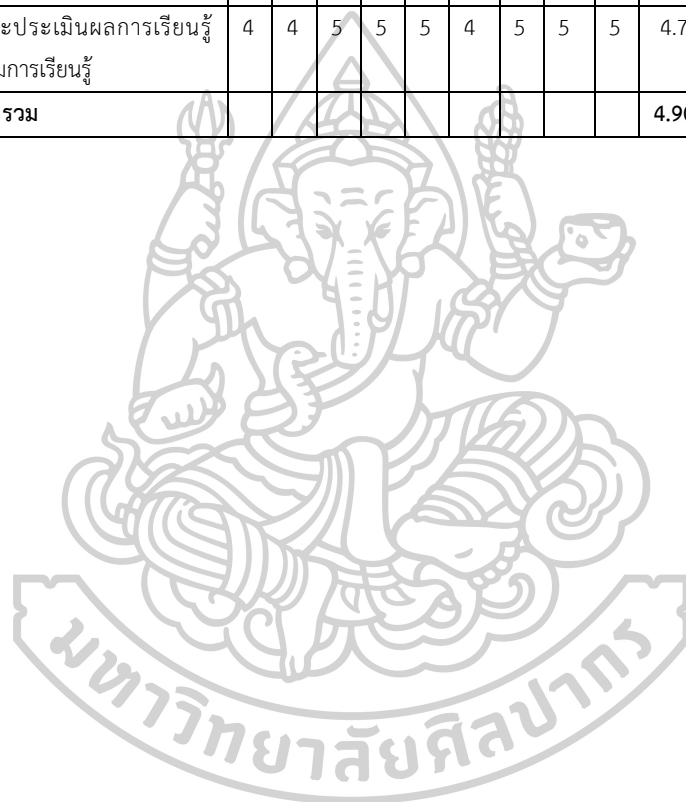 ะประเมินผลการเรียนรู้ 4 4 5 5 5 4 5 5 5 4.7
มการเรียนรู้
รวม 4.90
มหาวิทยาลัยศิลปากร